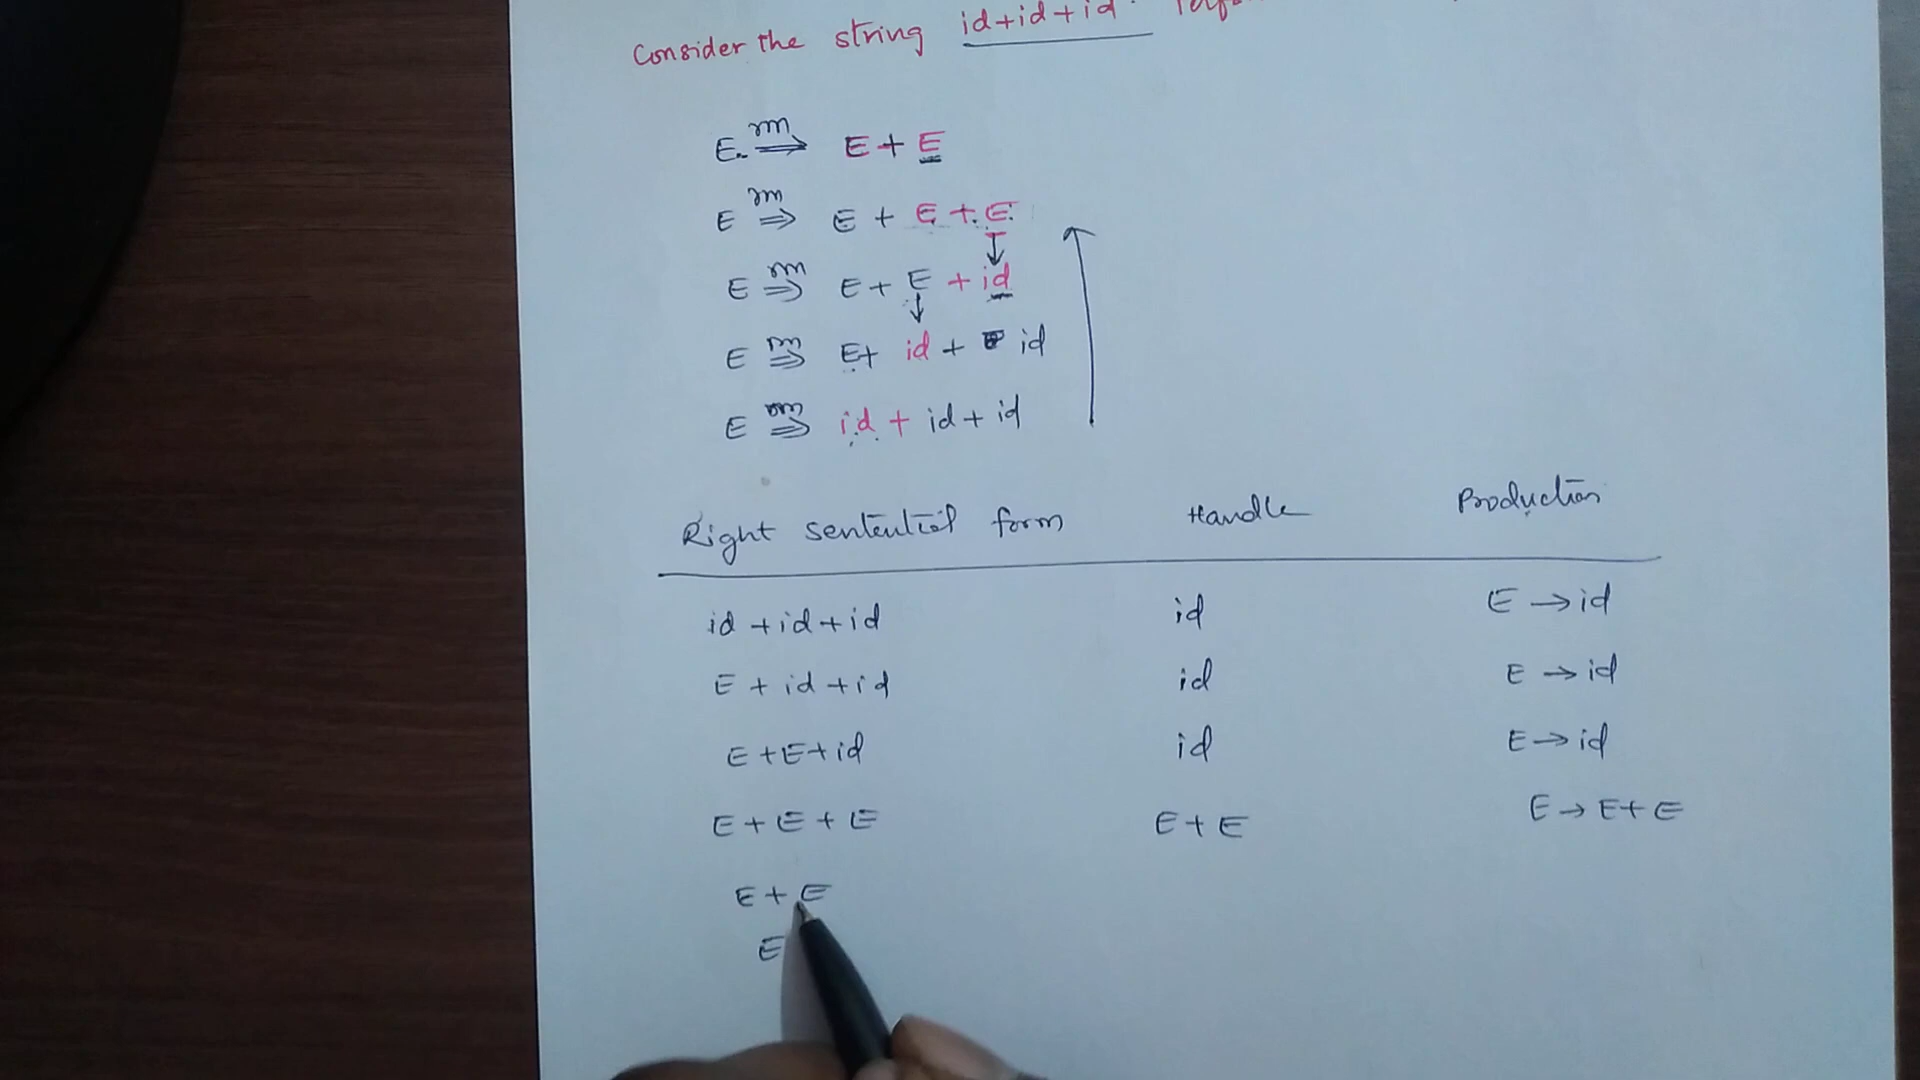 Consider the string id+id+id.
E. rm⇒ E + E
E rm⇒ E + E + E.
E rm⇒ E + E + id
E rm⇒ E + id + id
E rm⇒ id + id + id
Right sentential form Handle Production
id + id + id id E → id
E + id + id id E → id
E + E + id id E → id
E + E + E E + E E → E + E
E + E
E